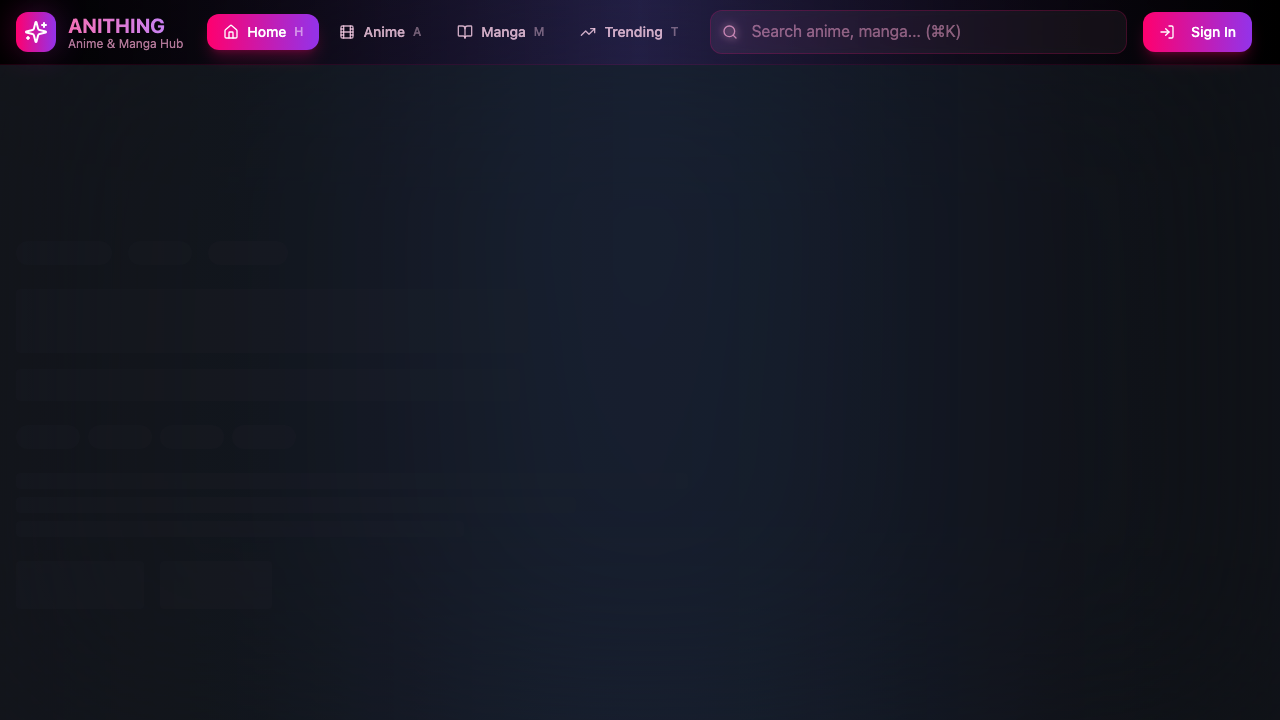 ANITHING
Anime & Manga Hub
Home H
Anime A
Manga M
Trending T
Search anime, manga... (⌘K)
Sign In